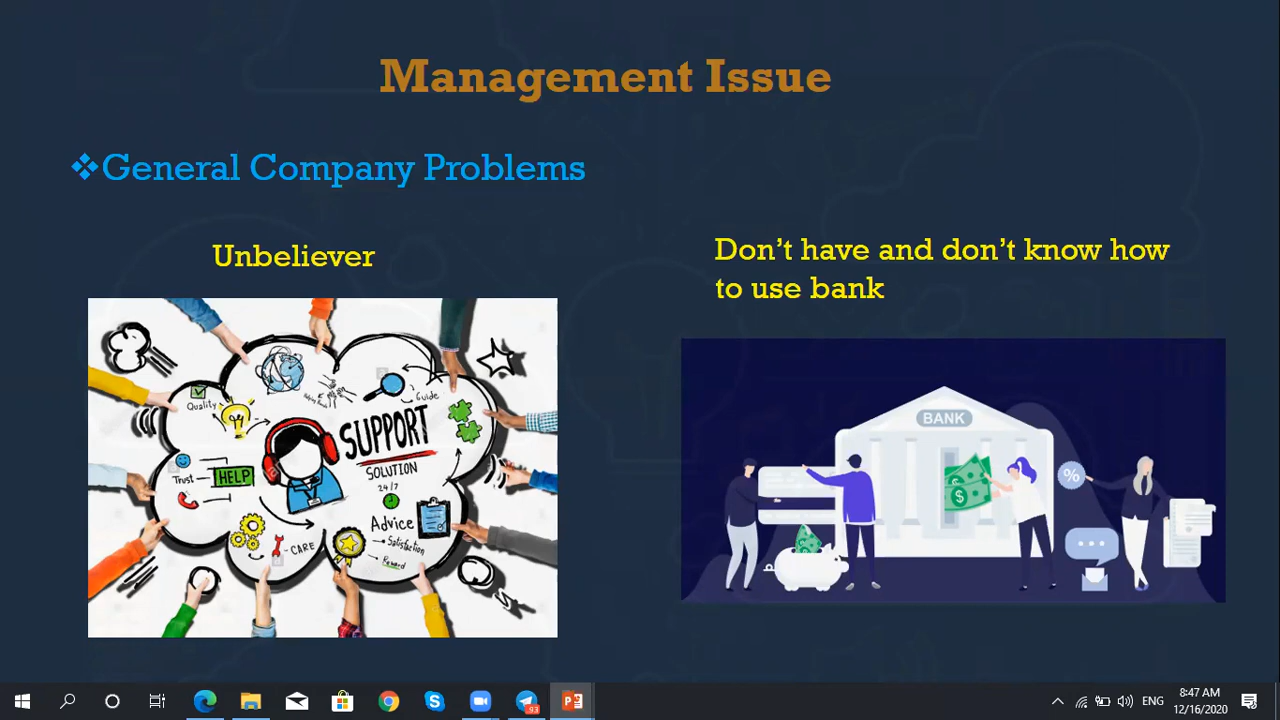 Management Issue
❖General Company Problems
Unbeliever
Don't have and don't know how
to use bank
Guide
Quality
SUPPORT
SOLUTION
Trust
HELP
24/7
Advice
Satisfaction
CARE
Reward
BANK
%
$
93
ENG
8:47 AM
12/16/2020